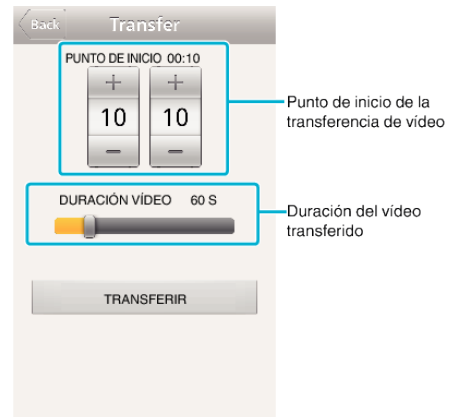 Back Transfer
PUNTO DE INICIO 00:10
+ +
10 10
– –
Punto de inicio de la
transferencia de vídeo
DURACIÓN VÍDEO 60 S
Duración del vídeo
transferido
TRANSFERIR